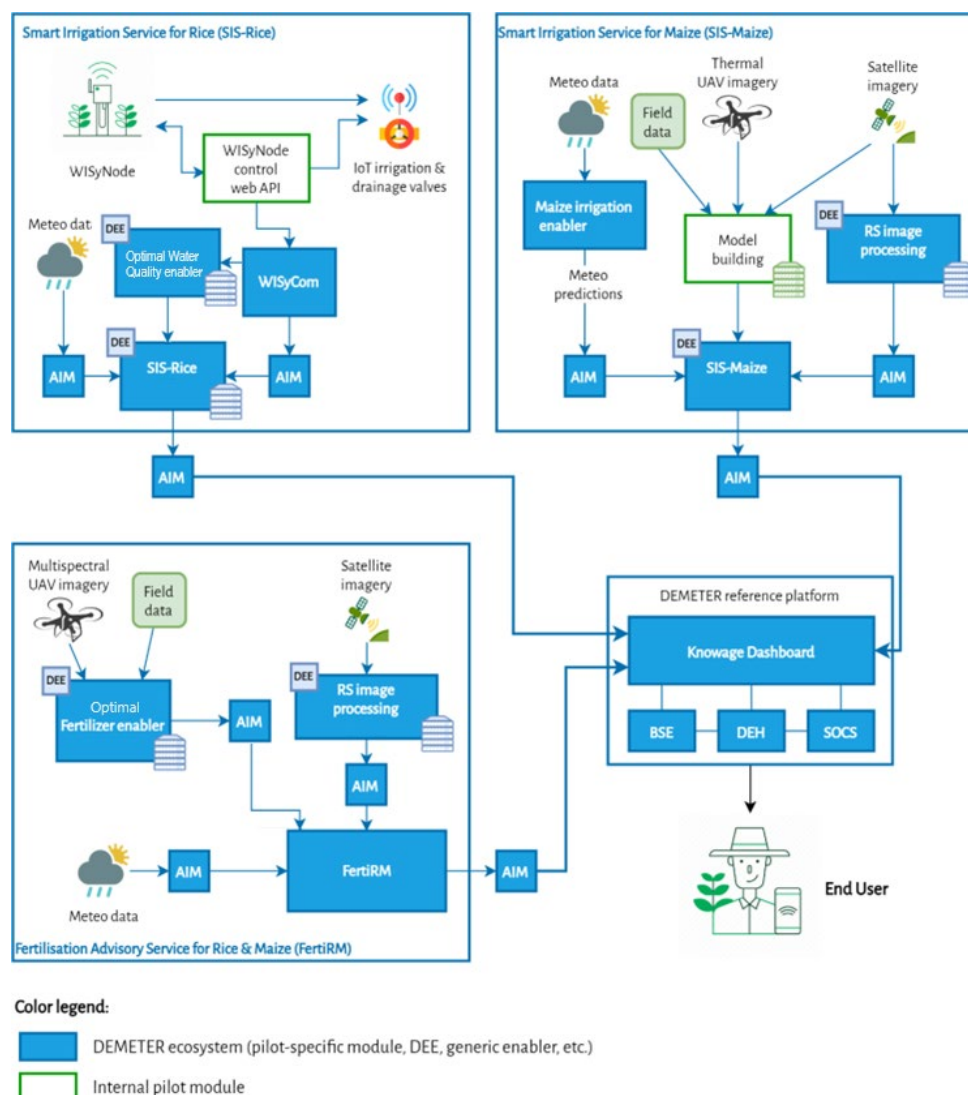 Smart Irrigation Service for Rice (SIS-Rice)
WISyNode
WISyNode
control
web API
IoT irrigation &
drainage valves
Meteo dat
DEE
Optimal Water
Quality enabler
WISyCom
DEE
AIM
SIS-Rice
AIM
AIM
Smart Irrigation Service for Maize (SIS-Maize)
Meteo data
Field
data
Thermal
UAV imagery
Satellite
imagery
Maize irrigation
enabler
Model
building
DEE
RS image
processing
Meteo
predictions
DEE
AIM
SIS-Maize
AIM
AIM
Multispectral
UAV imagery
Field
data
Satellite
imagery
DEE
Optimal
Fertilizer enabler
AIM
DEE
RS image
processing
AIM
Meteo data
AIM
FertiRM
AIM
Fertilisation Advisory Service for Rice & Maize (FertiRM)
DEMETER reference platform
Knowage Dashboard
BSE
DEH
SOCS
End User
Color legend:
DEMETER ecosystem (pilot-specific module, DEE, generic enabler, etc.)
Internal pilot module